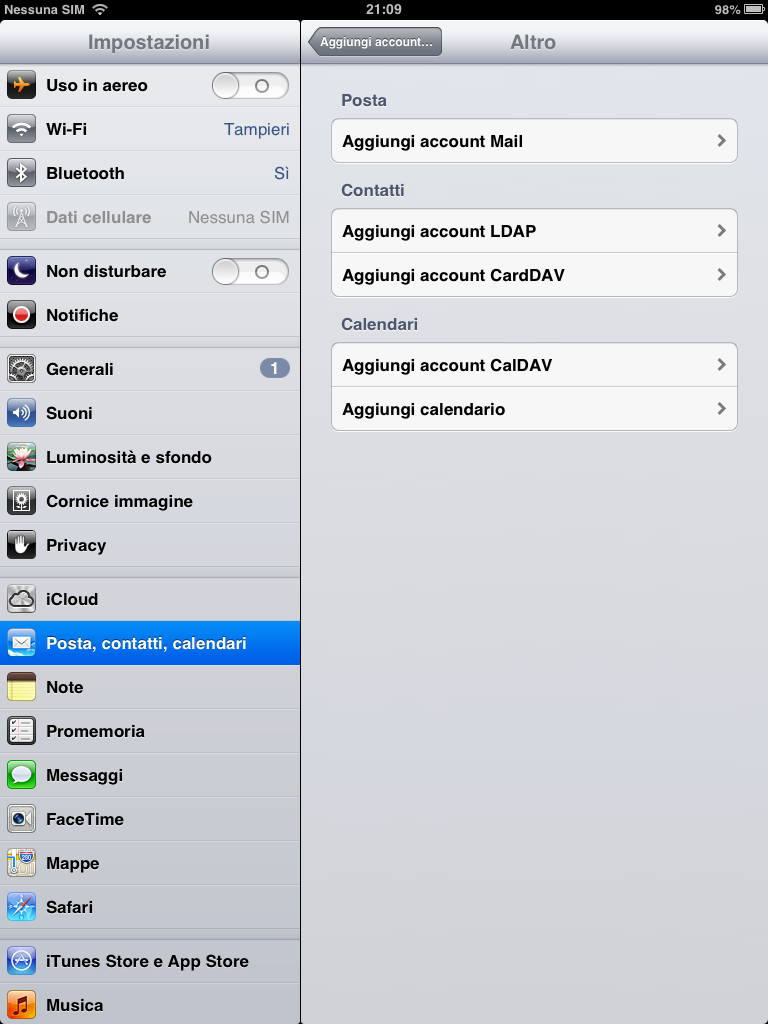 Nessuna SIM 21:09 98%
Impostazioni
Uso in aereo
Wi-Fi Tampieri
Bluetooth Sì
Dati cellulare Nessuna SIM
Non disturbare
Notifiche
Generali 1
Suoni
Luminosità e sfondo
Cornice immagine
Privacy
iCloud
Posta, contatti, calendari
Note
Promemoria
Messaggi
FaceTime
Mappe
Safari
iTunes Store e App Store
Musica
Aggiungi account... Altro
Posta
Aggiungi account Mail
Contatti
Aggiungi account LDAP
Aggiungi account CardDAV
Calendari
Aggiungi account CalDAV
Aggiungi calendario